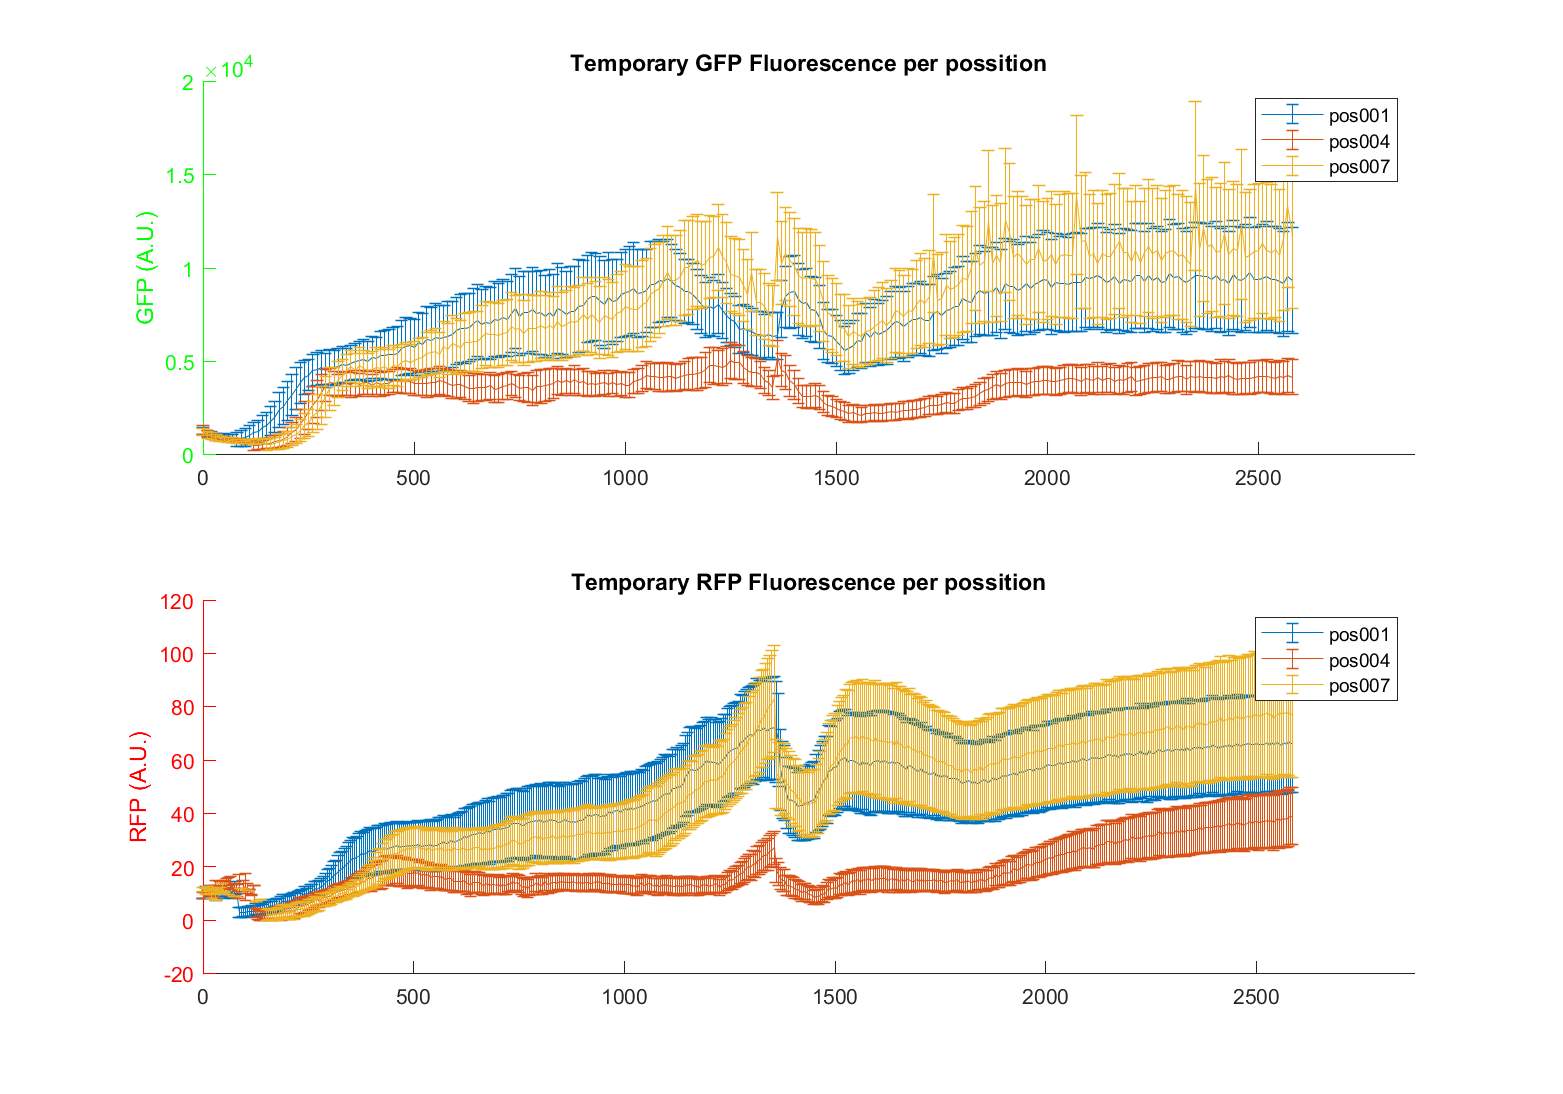 Temporary GFP Fluorescence per possition
×10⁴
2
1.5
1
0.5
0
GFP (A.U.)
0 500 1000 1500 2000 2500
pos001
pos004
pos007
Temporary RFP Fluorescence per possition
120
100
80
60
40
20
0
-20
RFP (A.U.)
0 500 1000 1500 2000 2500
pos001
pos004
pos007